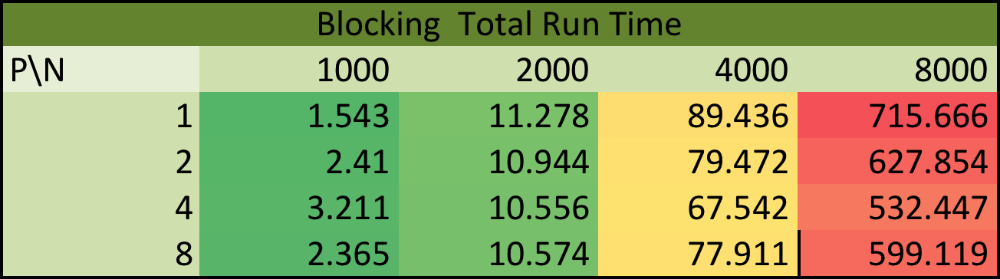 Blocking  Total Run Time
P\N 1000 2000 4000 8000
1 1.543 11.278 89.436 715.666
2 2.41 10.944 79.472 627.854
4 3.211 10.556 67.542 532.447
8 2.365 10.574 77.911 599.119